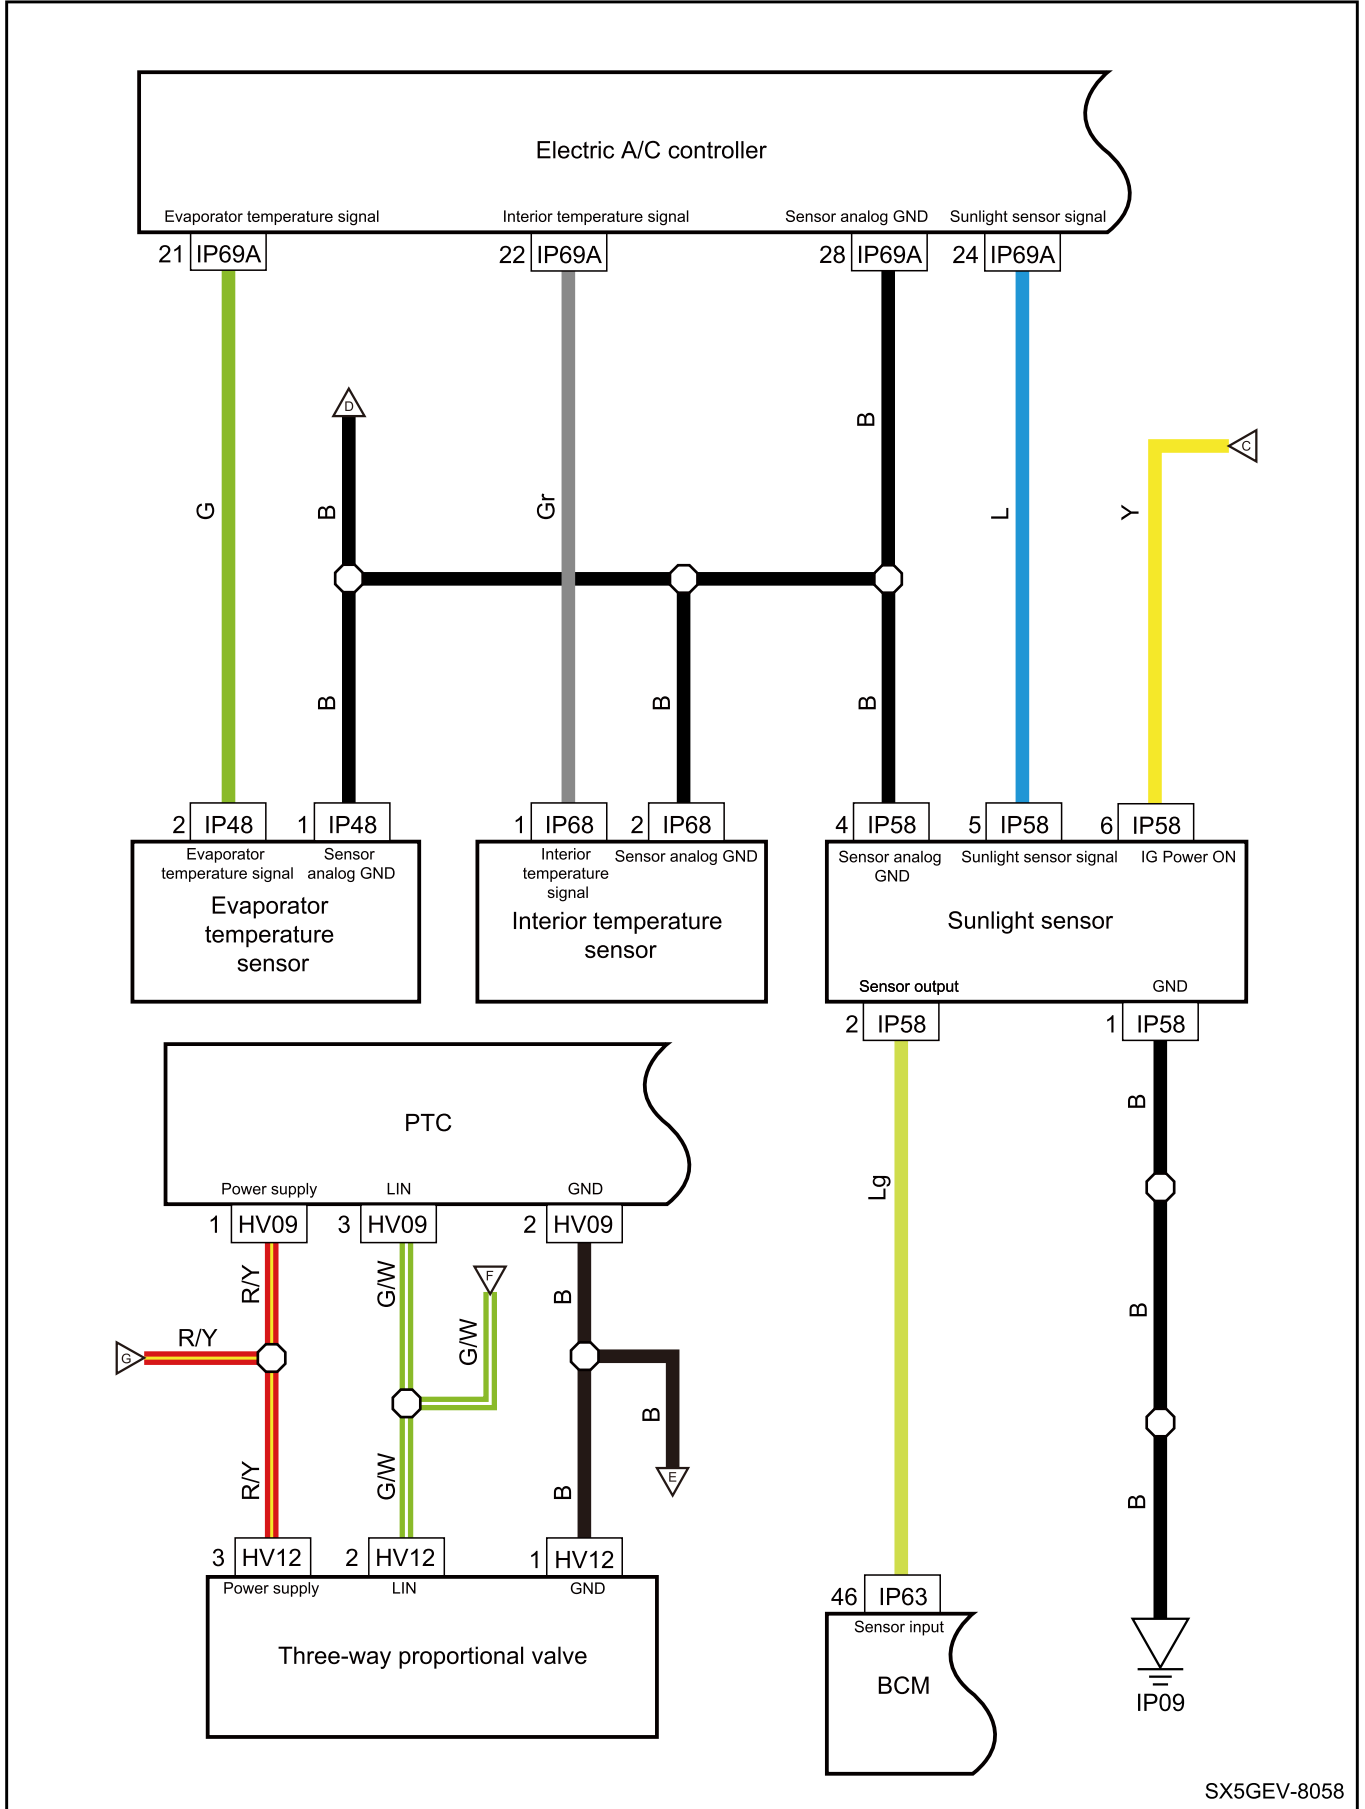 Electric A/C controller
Evaporator temperature signal
Interior temperature signal
Sensor analog GND
Sunlight sensor signal
21 IP69A
22 IP69A
28 IP69A
24 IP69A
D
B
C
G
B
Gr
L
Y
B
B
B
2 IP48
1 IP48
1 IP68
2 IP68
4 IP58
5 IP58
6 IP58
Evaporator
temperature signal
Sensor
analog GND
Evaporator
temperature
sensor
Interior
temperature
signal
Sensor analog GND
Interior temperature
sensor
Sensor analog
GND
Sunlight sensor signal
IG Power ON
Sunlight sensor
Sensor output
GND
2 IP58
1 IP58
PTC
Power supply
LIN
GND
1 HV09
3 HV09
2 HV09
B
Lg
R/Y
G/W
F
B
B
G
R/Y
G/W
B
E
R/Y
G/W
B
B
3 HV12
2 HV12
1 HV12
Power supply
LIN
GND
Three-way proportional valve
46 IP63
Sensor input
BCM
IP09
SX5GEV-8058